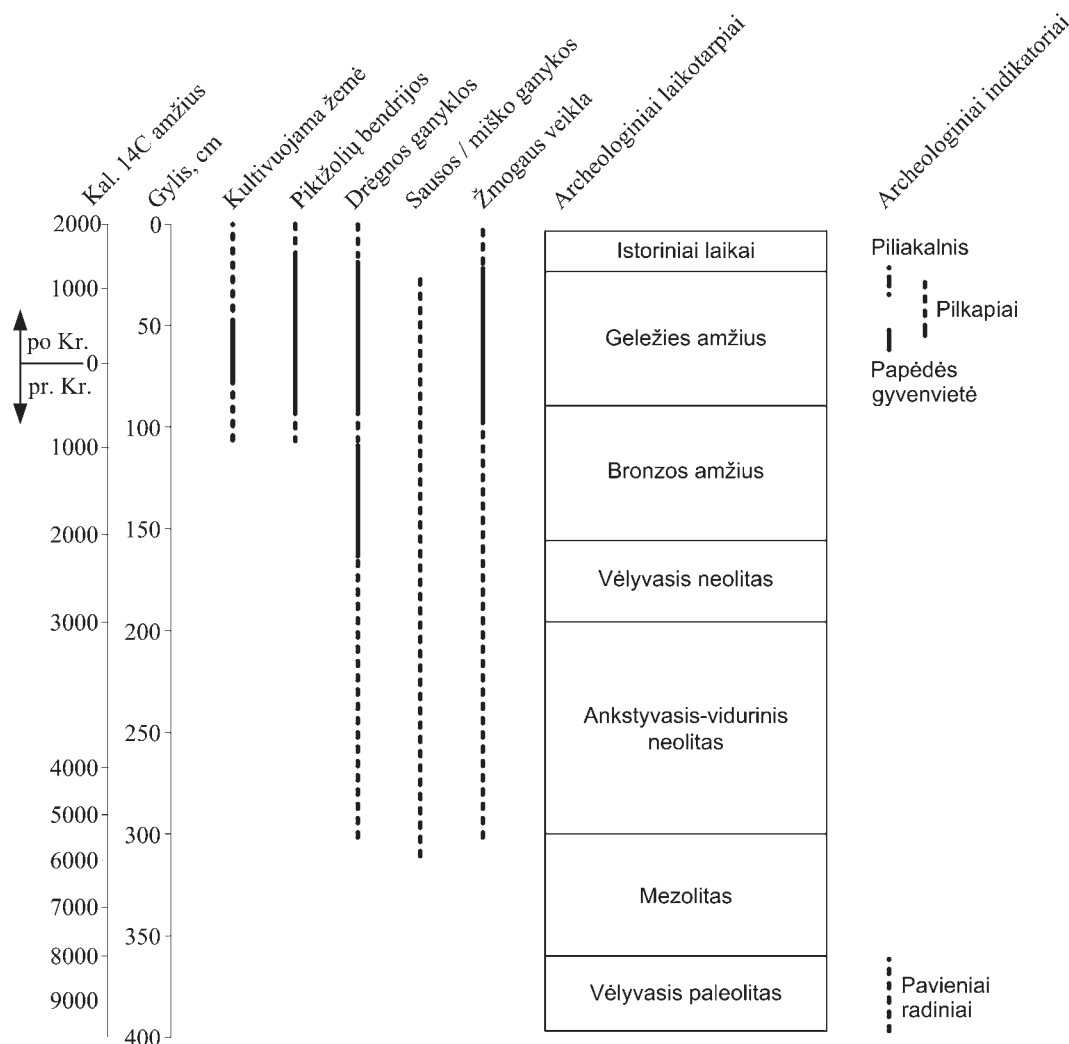 Kal. 14C amžius
Gylis, cm
Kultivuojama žemė
Piktžolių bendrijos
Drėgnos ganyklos
Sausos / miško ganykos
Žmogaus veikla
Archeologiniai laikotarpiai
Archeologiniai indikatoriai
2000
1000
0
1000
2000
3000
4000
5000
6000
7000
8000
9000
po Kr.
pr. Kr.
0
50
100
150
200
250
300
350
400
Istoriniai laikai
Geležies amžius
Bronzos amžius
Vėlyvasis neolitas
Ankstyvasis-vidurinis
neolitas
Mezolitas
Vėlyvasis paleolitas
Piliakalnis
Pilkapiai
Papėdės
gyvenvietė
Pavieniai
radiniai